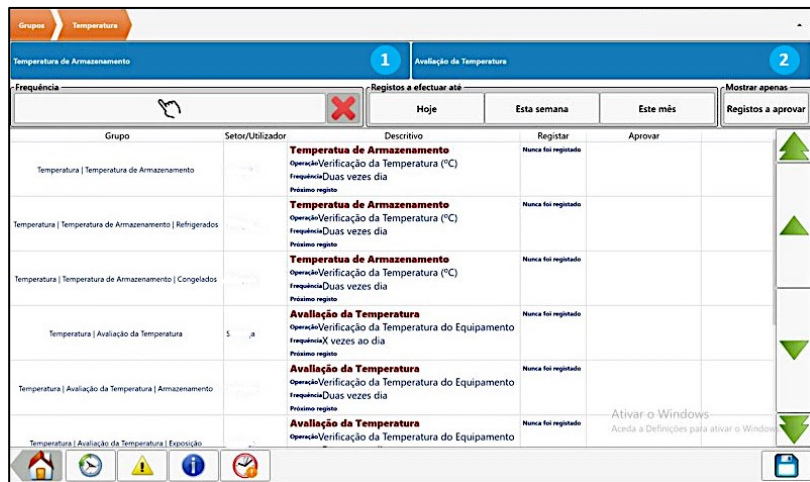 Grupos Temperatura
Temperatura de Armazenamento 1 Avaliação da Temperatura 2
Frequência Registos a efectuar até Mostrar apenas
Hoje Esta semana Este mês Registos a aprovar
Grupo Setor/Utilizador Descritivo Registar Aprovar
Temperatua de Armazenamento Nunca foi registado
Temperatura | Temperatura de Armazenamento Operação Verificação da Temperatura (ºC)
Frequência Duas vezes dia
Próximo registo
Temperatua de Armazenamento Nunca foi registado
Temperatura | Temperatura de Armazenamento | Refrigerados Operação Verificação da Temperatura (ºC)
Frequência Duas vezes dia
Próximo registo
Temperatua de Armazenamento Nunca foi registado
Temperatura | Temperatura de Armazenamento | Congelados Operação Verificação da Temperatura (ºC)
Frequência Duas vezes dia
Próximo registo
Avaliação da Temperatura Nunca foi registado
Temperatura | Avaliação da Temperatura S a Operação Verificação da Temperatura do Equipamento
Frequência X vezes ao dia
Próximo registo
Avaliação da Temperatura Nunca foi registado
Temperatura | Avaliação da Temperatura | Armazenamento Operação Verificação da Temperatura do Equipamento
Frequência Duas vezes dia
Próximo registo
Avaliação da Temperatura Nunca foi registado
Temperatura | Avaliação da Temperatura | Exposição Operação Verificação da Temperatura do Equipamento
Ativar o Windows
Aceda a Definições para ativar o Windows